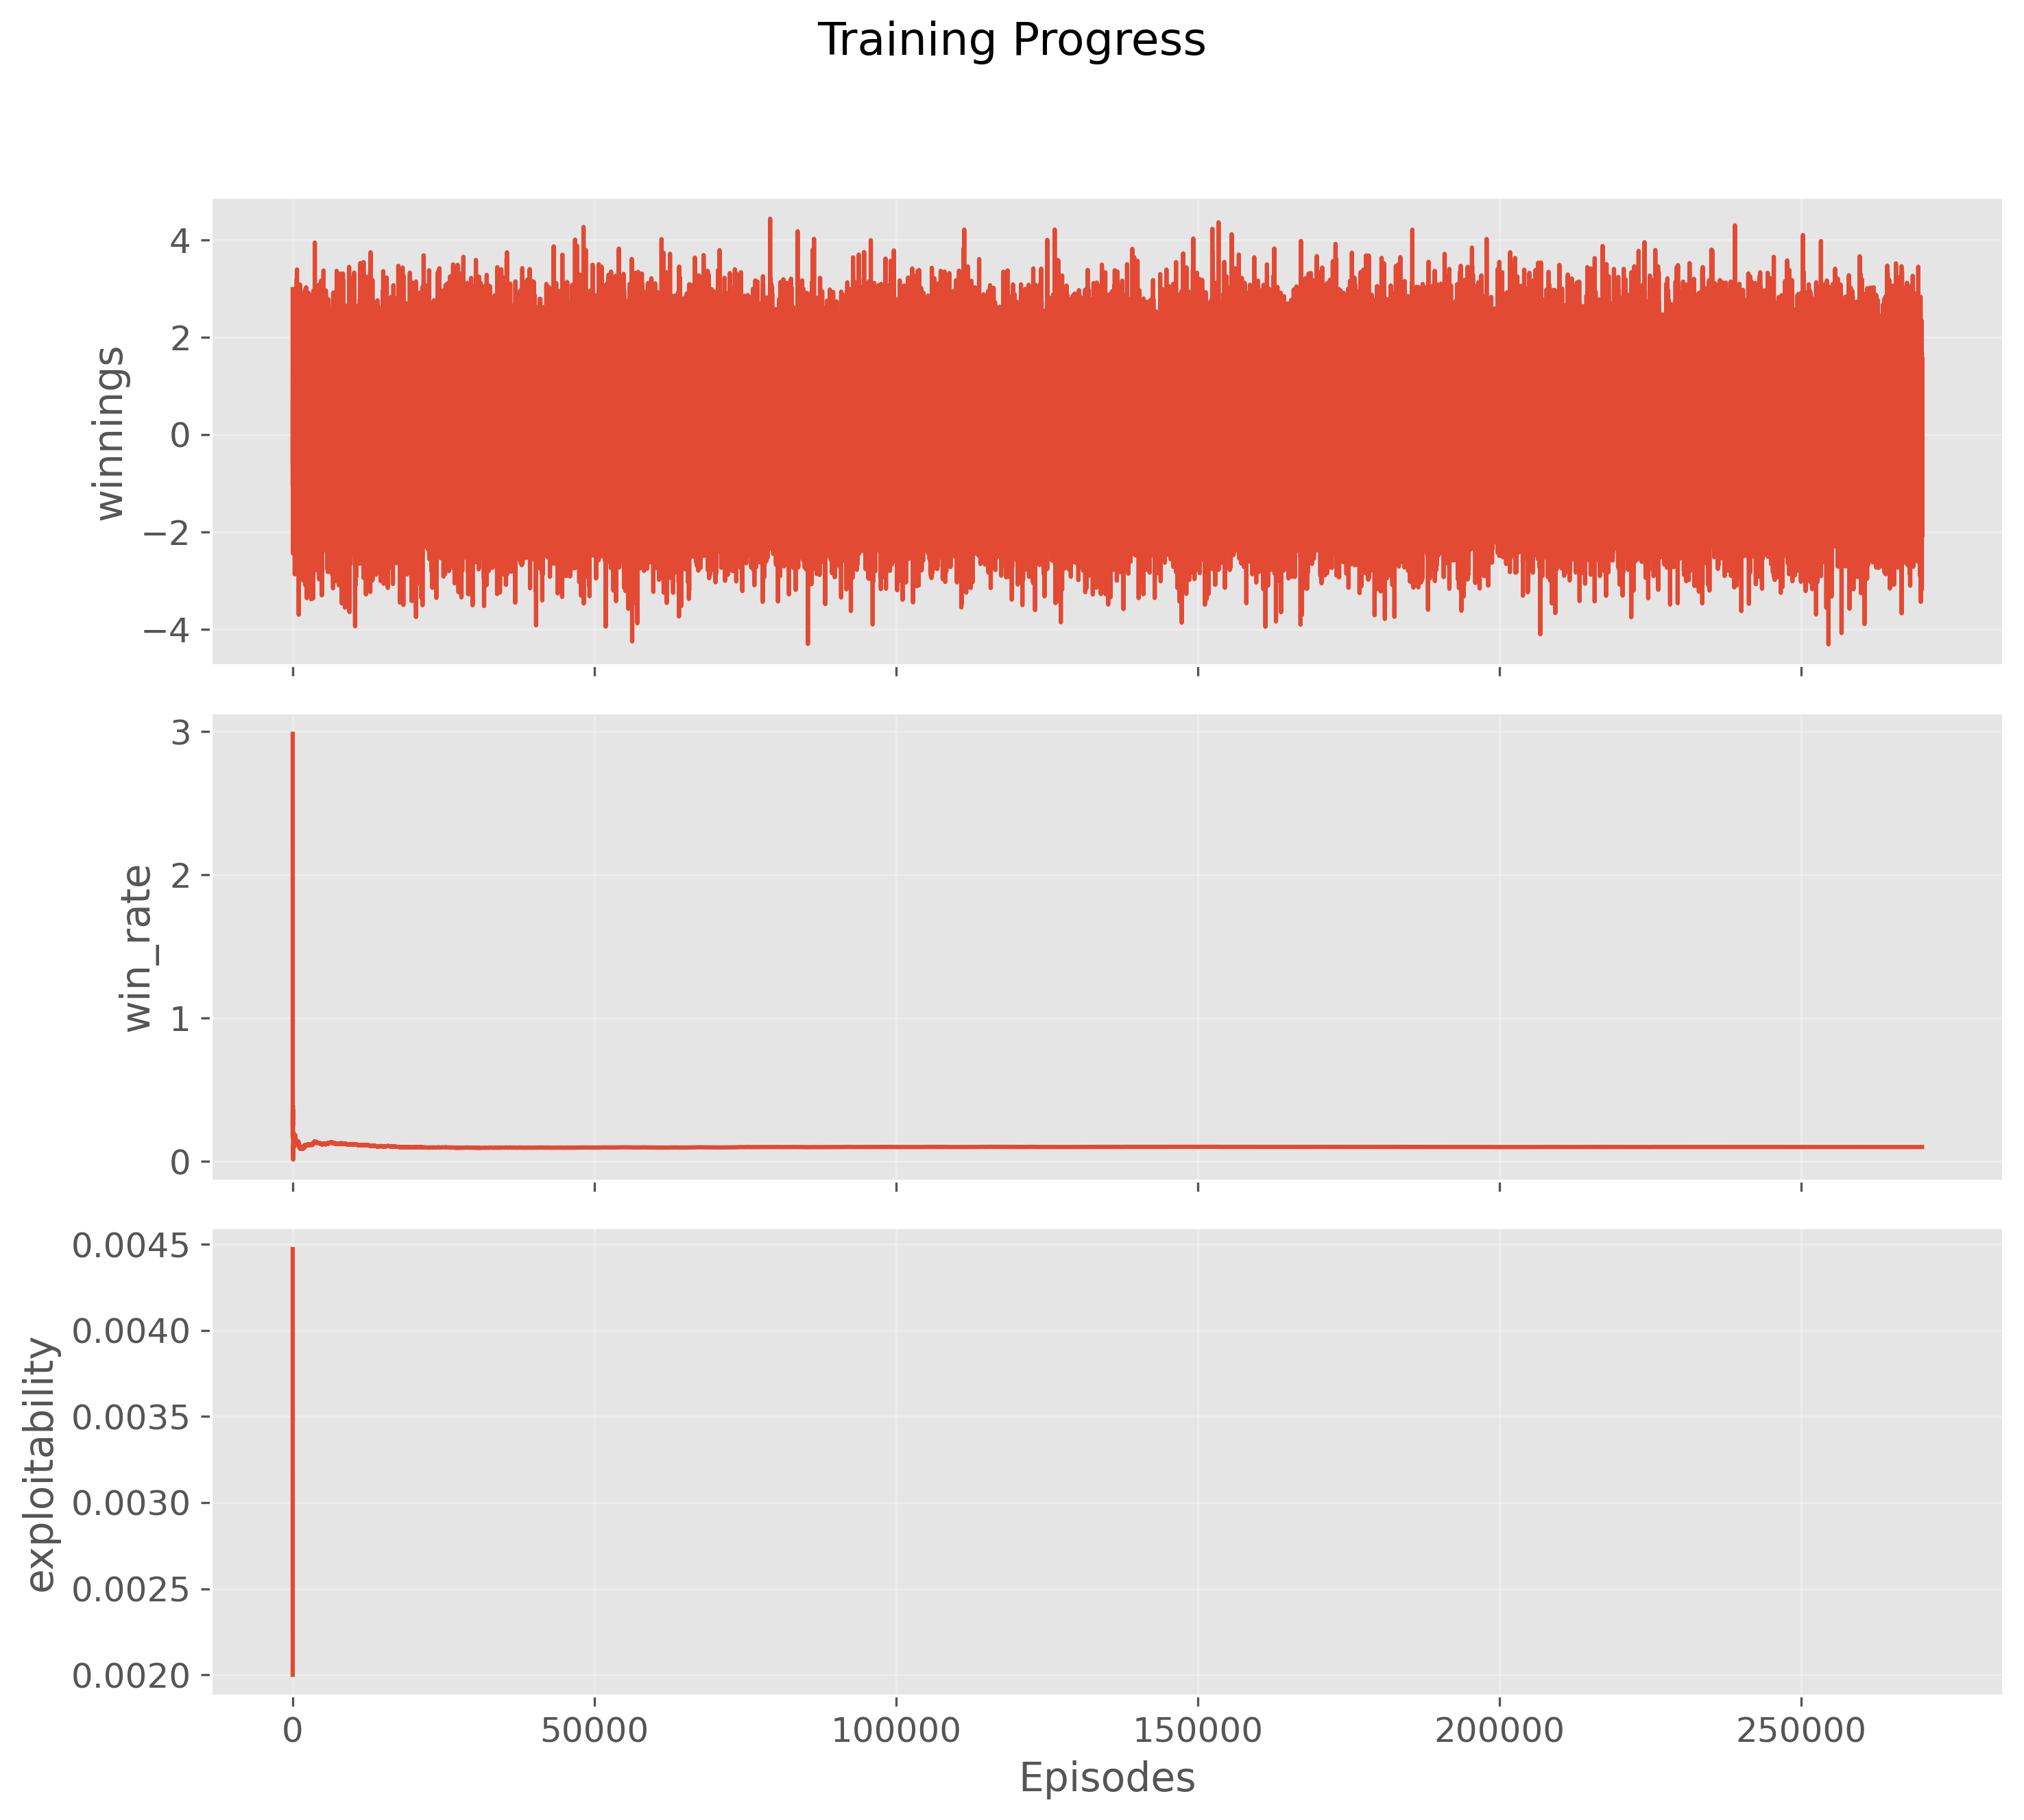 Training Progress
winnings
4
2
0
−2
−4
win_rate
3
2
1
0
exploitability
0.0045
0.0040
0.0035
0.0030
0.0025
0.0020
0 50000 100000 150000 200000 250000
Episodes